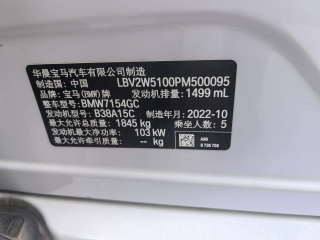 华晨宝马汽车有限公司制造
制造国：中国 LBV2W5100PM500095
品牌：宝马(BMW)牌 发动机排量：1499 mL
整车型号：BMW7154GC
发动机型号：B38A15C 制造年月：2022-10
最大允许总质量：1845 kg 乘坐人数：5
发动机最大净功率：103 kW
最大允许牵引质量：-- kg